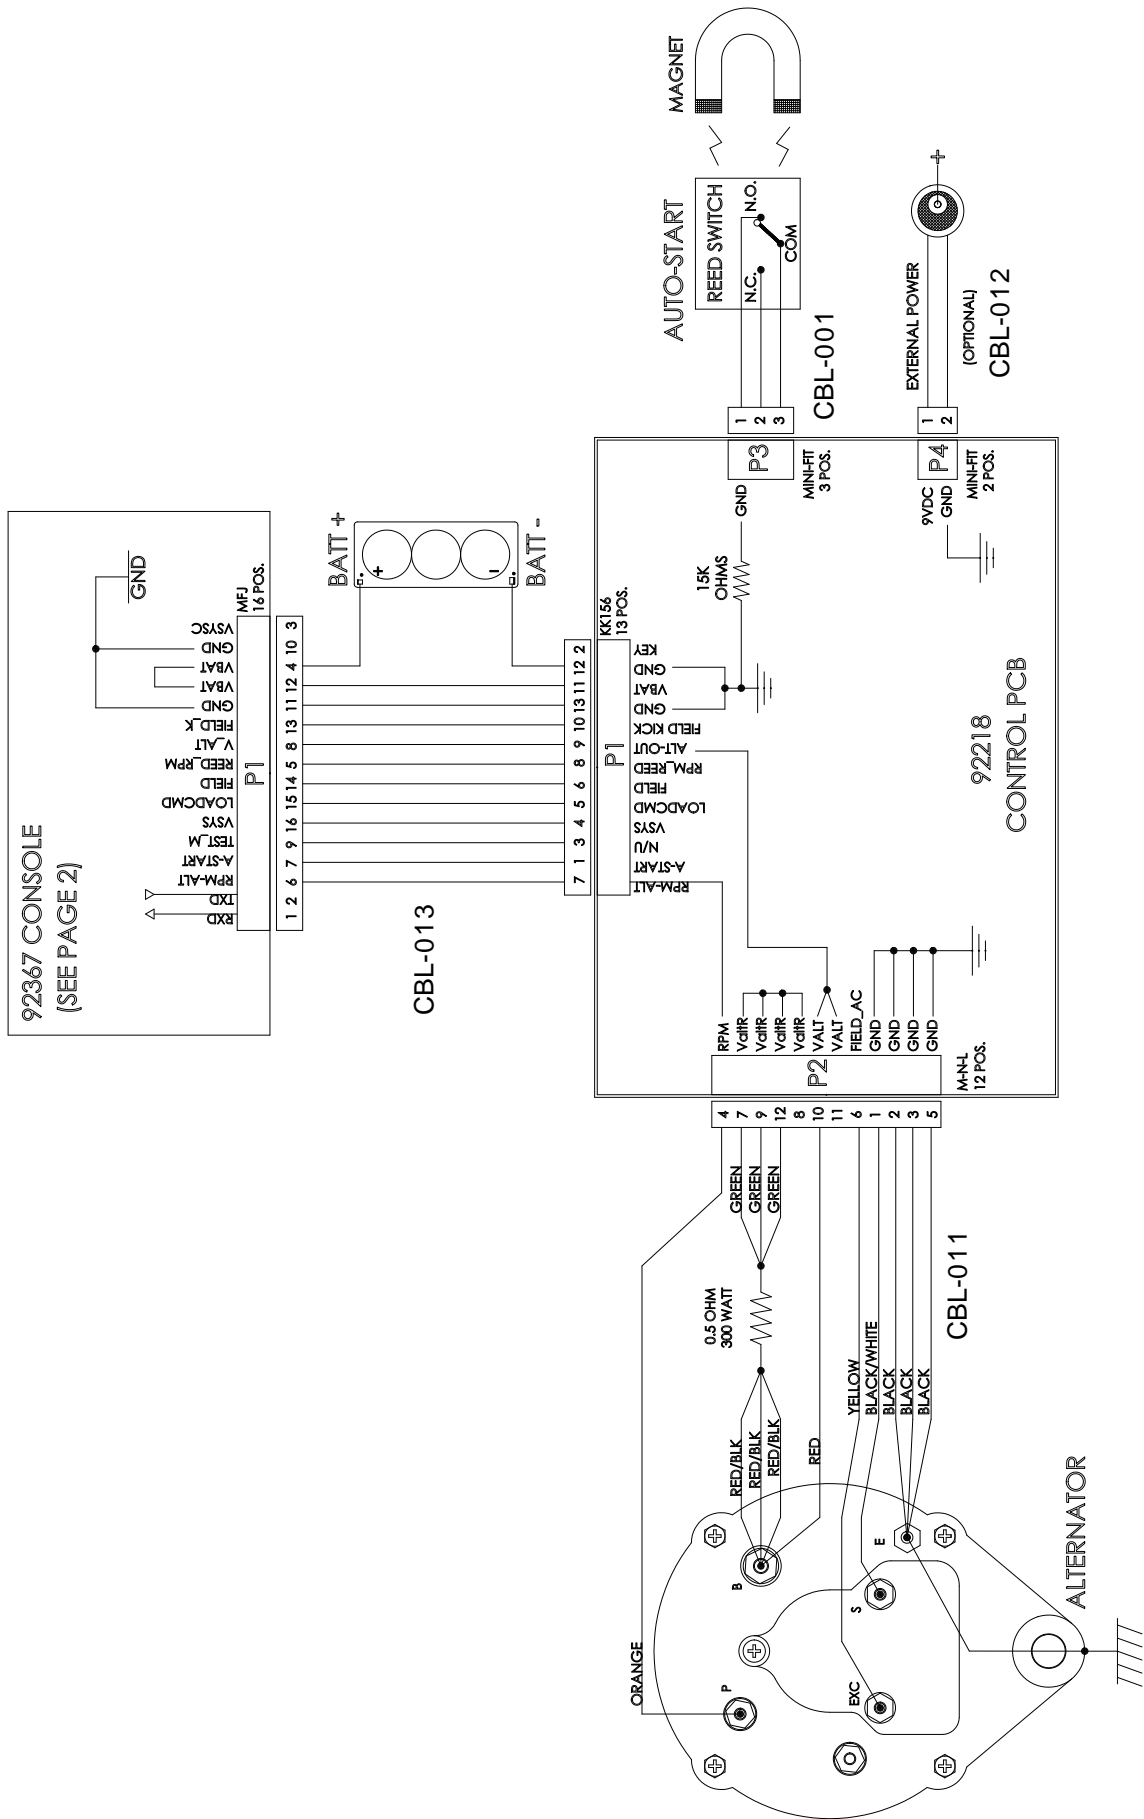 92367 CONSOLE
(SEE PAGE 2)
GND
MFJ
16 POS.
P1
RXD
TXD
RPM-ALT
A-START
TEST_M
VSYS
LOADCMD
FIELD
REED_RPM
V_ALT
FIELD_K
GND
VBAT
VBAT
GND
VSYSC
1 2 6 7 9 16 15 14 5 8 13 11 12 4 10 3
CBL-013
BATT +
+
−
BATT -
7 1 3 4 5 6 8 9 10 13 11 12 2
KK156
13 POS.
P1
RPM-ALT
A-START
N/U
VSYS
LOADCMD
FIELD
RPM_REED
ALT-OUT
FIELD KICK
GND
VBAT
GND
KEY
15K
OHMS
GND
P3
MINI-FIT
3 POS.
1
2
3
CBL-001
AUTO-START
REED SWITCH
N.C.
N.O.
COM
MAGNET
9VDC
GND
P4
MINI-FIT
2 POS.
1
2
EXTERNAL POWER
(OPTIONAL)
CBL-012
+
92218
CONTROL PCB
RPM
ValtR
ValtR
ValtR
ValtR
VALT
VALT
FIELD_AC
GND
GND
GND
GND
P2
M-N-L
12 POS.
4
7
9
12
8
10
11
6
1
2
3
5
GREEN
GREEN
GREEN
0.5 OHM
300 WATT
RED/BLK
RED/BLK
RED/BLK
RED
YELLOW
BLACK/WHITE
BLACK
BLACK
BLACK
CBL-011
ORANGE
P
B
EXC
S
E
ALTERNATOR